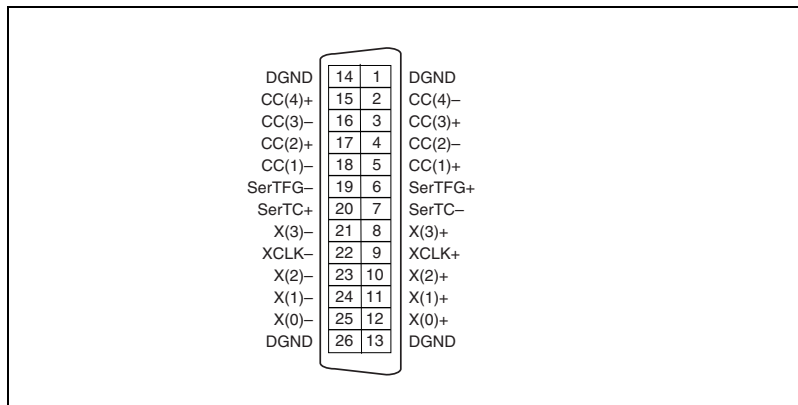 DGND 14 1 DGND
CC(4)+ 15 2 CC(4)–
CC(3)– 16 3 CC(3)+
CC(2)+ 17 4 CC(2)–
CC(1)– 18 5 CC(1)+
SerTFG– 19 6 SerTFG+
SerTC+ 20 7 SerTC–
X(3)– 21 8 X(3)+
XCLK– 22 9 XCLK+
X(2)– 23 10 X(2)+
X(1)– 24 11 X(1)+
X(0)– 25 12 X(0)+
DGND 26 13 DGND